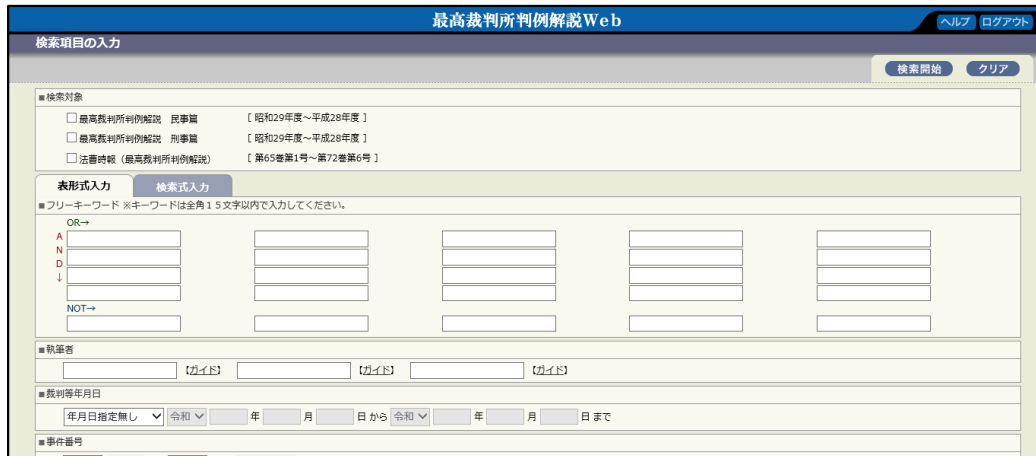 最高裁判所判例解説Web
ヘルプ ログアウト
検索項目の入力
検索開始 クリア
■検索対象
最高裁判所判例解説 民事篇 [ 昭和29年度～平成28年度 ]
最高裁判所判例解説 刑事篇 [ 昭和29年度～平成28年度 ]
法曹時報（最高裁判所判例解説） [ 第65巻第1号～第72巻第6号 ]
表形式入力 検索式入力
■フリーキーワード ※キーワードは全角１５文字以内で入力してください。
OR→
A
N
D
↓
NOT→
■執筆者
【ガイド】 【ガイド】 【ガイド】
■裁判等年月日
年月日指定無し 令和 年 月 日 から 令和 年 月 日 まで
■事件番号